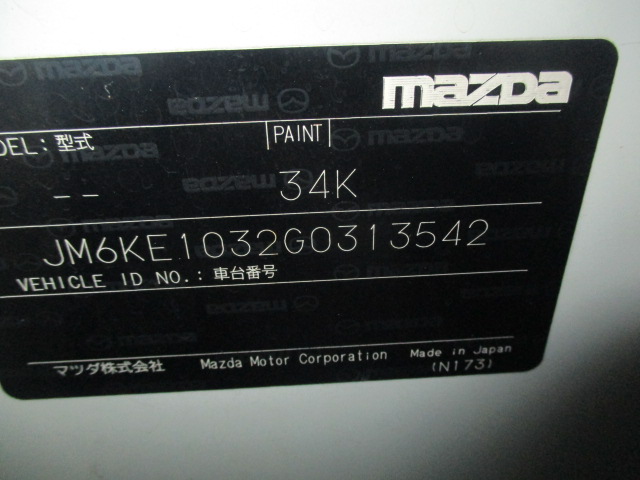 mazda
DEL: 型式 PAINT
-- 34K
JM6KE1032G0313542
VEHICLE ID NO.: 車台番号
マツダ株式会社 Mazda Motor Corporation Made in Japan
(N173)